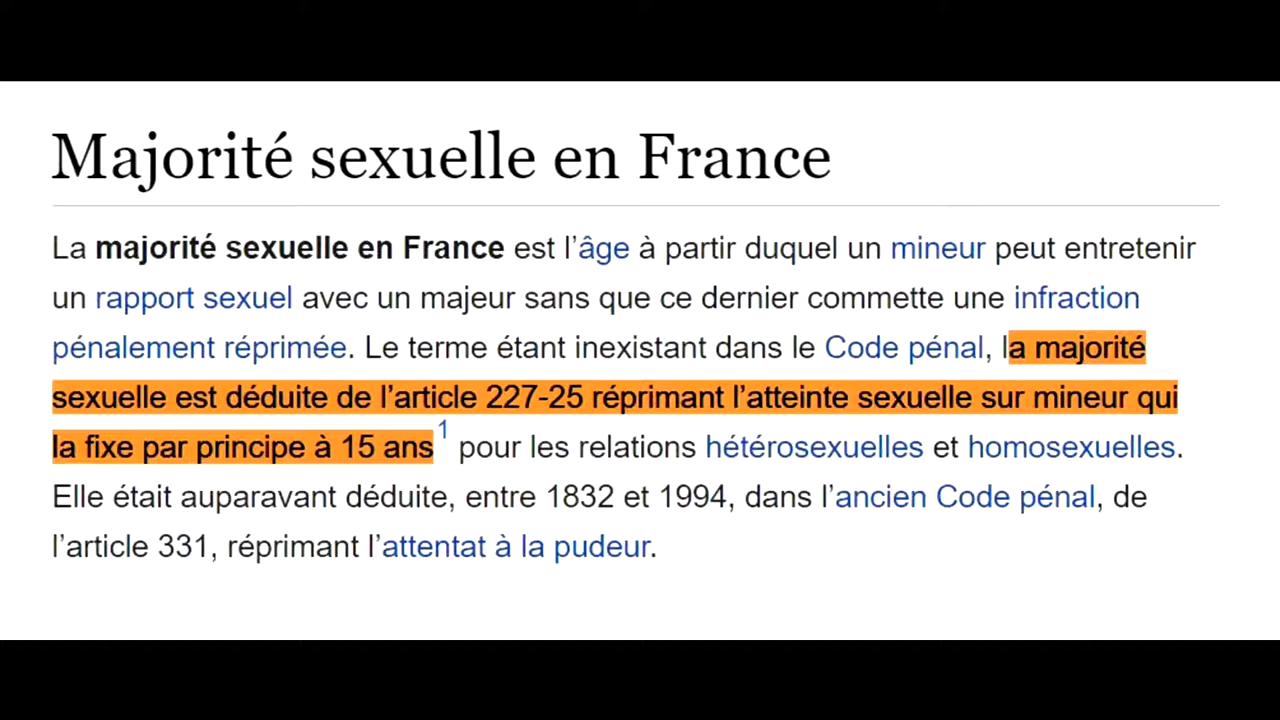 Majorité sexuelle en France
La majorité sexuelle en France est l’âge à partir duquel un mineur peut entretenir
un rapport sexuel avec un majeur sans que ce dernier commette une infraction
pénalement réprimée. Le terme étant inexistant dans le Code pénal, la majorité
sexuelle est déduite de l’article 227-25 réprimant l’atteinte sexuelle sur mineur qui
la fixe par principe à 15 ans1 pour les relations hétérosexuelles et homosexuelles.
Elle était auparavant déduite, entre 1832 et 1994, dans l’ancien Code pénal, de
l’article 331, réprimant l’attentat à la pudeur.